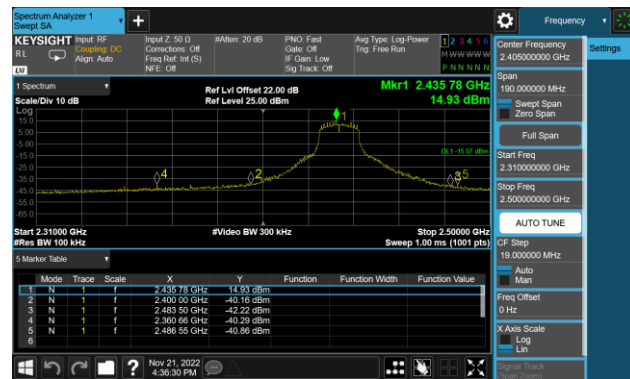 Spectrum Analyzer 1
Swept SA
Frequency
KEYSIGHT
RL
Input: RF
Coupling: DC
Align: Auto
Input Z: 50 Ω
Corrections: Off
Freq Ref: Int (S)
NFE: Off
#Atten: 20 dB
PNO: Fast
Gate: Off
IF Gain: Low
Sig Track: Off
Avg Type: Log-Power
Trig: Free Run
1 2 3 4 5 6
M W W W W W
P N N N N N
LXI
1 Spectrum
Scale/Div 10 dB
Ref Lvl Offset 22.00 dB
Ref Level 25.00 dBm
Mkr1 2.435 78 GHz
14.93 dBm
Log
15.0
5.00
-5.00
-15.0
-25.0
-35.0
-45.0
-55.0
-65.0
1
DL1 -15.07 dBm
4
2
5
Start 2.31000 GHz
#Res BW 100 kHz
#Video BW 300 kHz
Stop 2.50000 GHz
Sweep 1.00 ms (1001 pts)
5 Marker Table
Mode Trace Scale X Y Function Function Width Function Value
1 N 1 f 2.435 78 GHz 14.93 dBm
2 N 1 f 2.400 00 GHz -40.16 dBm
3 N 1 f 2.483 50 GHz -42.22 dBm
4 N 1 f 2.360 66 GHz -40.29 dBm
5 N 1 f 2.486 55 GHz -40.86 dBm
6
Nov 21, 2022
4:36:30 PM
Center Frequency
2.405000000 GHz
Settings
Span
190.000000 MHz
Swept Span
Zero Span
Full Span
Start Freq
2.310000000 GHz
Stop Freq
2.500000000 GHz
AUTO TUNE
CF Step
19.000000 MHz
Auto
Man
Freq Offset
0 Hz
X Axis Scale
Log
Lin
Signal Track
(Span Zoom)